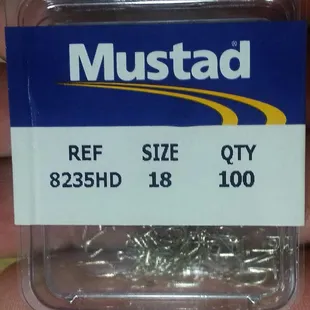 Mustad®
REF SIZE QTY
8235HD 18 100